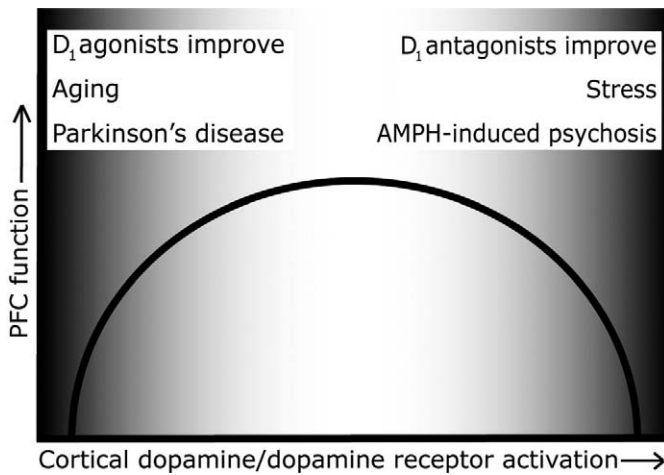 D₁ agonists improve
Aging
Parkinson's disease
D₁ antagonists improve
Stress
AMPH-induced psychosis
PFC function
Cortical dopamine/dopamine receptor activation